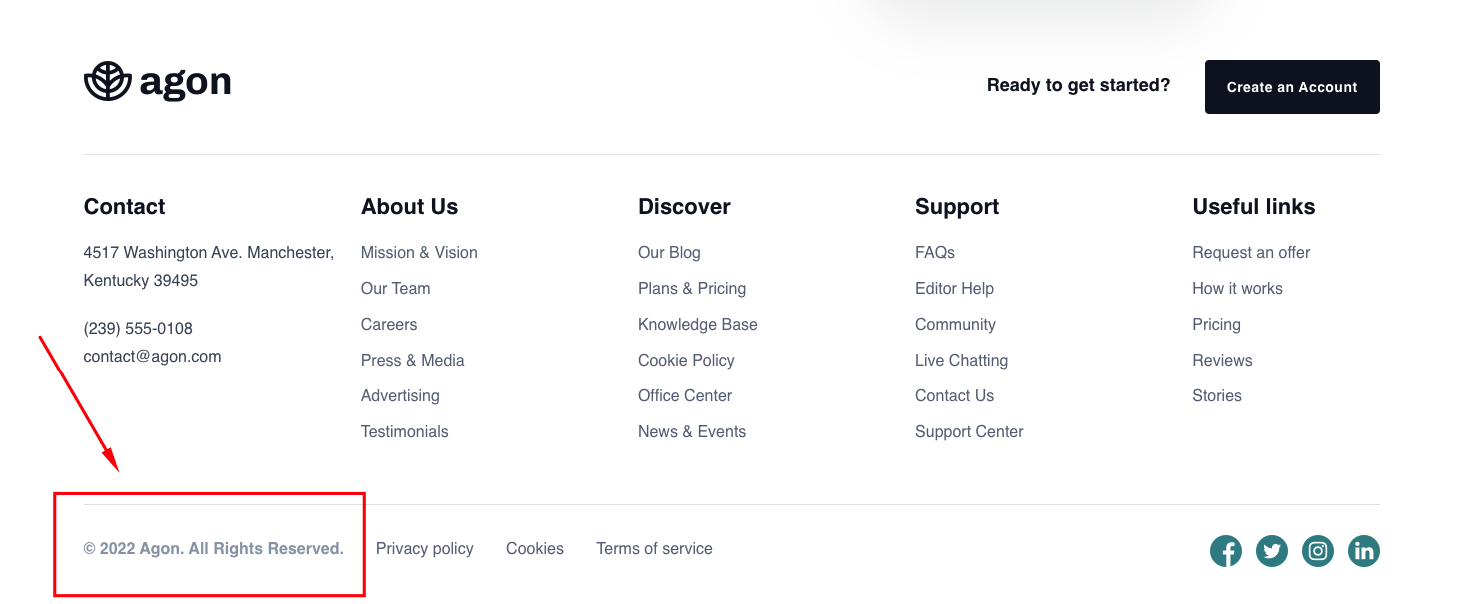 agon
Ready to get started?
Create an Account
Contact
4517 Washington Ave. Manchester,
Kentucky 39495
(239) 555-0108
contact@agon.com
About Us
Mission & Vision
Our Team
Careers
Press & Media
Advertising
Testimonials
Discover
Our Blog
Plans & Pricing
Knowledge Base
Cookie Policy
Office Center
News & Events
Support
FAQs
Editor Help
Community
Live Chatting
Contact Us
Support Center
Useful links
Request an offer
How it works
Pricing
Reviews
Stories
© 2022 Agon. All Rights Reserved.
Privacy policy
Cookies
Terms of service